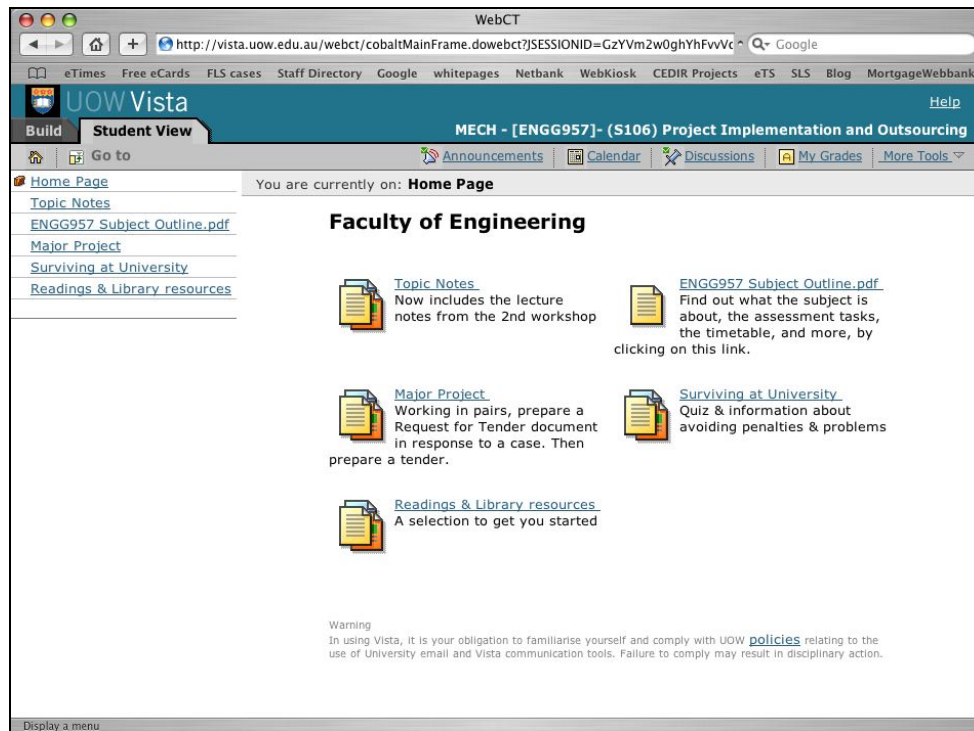 WebCT
http://vista.uow.edu.au/webct/cobaltMainFrame.dowebct?JSESSIONID=GzYVm2w0ghYhFvvVc
Google
eTimes Free eCards FLS cases Staff Directory Google whitepages Netbank WebKiosk CEDIR Projects eTS SLS Blog MortgageWebbank
UOW Vista
Help
Build Student View
MECH - [ENGG957]- (S106) Project Implementation and Outsourcing
Go to
Announcements Calendar Discussions My Grades More Tools
Home Page
Topic Notes
ENGG957 Subject Outline.pdf
Major Project
Surviving at University
Readings & Library resources
You are currently on: Home Page
Faculty of Engineering
Topic Notes
Now includes the lecture
notes from the 2nd workshop
ENGG957 Subject Outline.pdf
Find out what the subject is
about, the assessment tasks,
the timetable, and more, by
clicking on this link.
Major Project
Working in pairs, prepare a
Request for Tender document
in response to a case. Then
prepare a tender.
Surviving at University
Quiz & information about
avoiding penalties & problems
Readings & Library resources
A selection to get you started
Warning
In using Vista, it is your obligation to familiarise yourself and comply with UOW policies relating to the
use of University email and Vista communication tools. Failure to comply may result in disciplinary action.
Display a menu